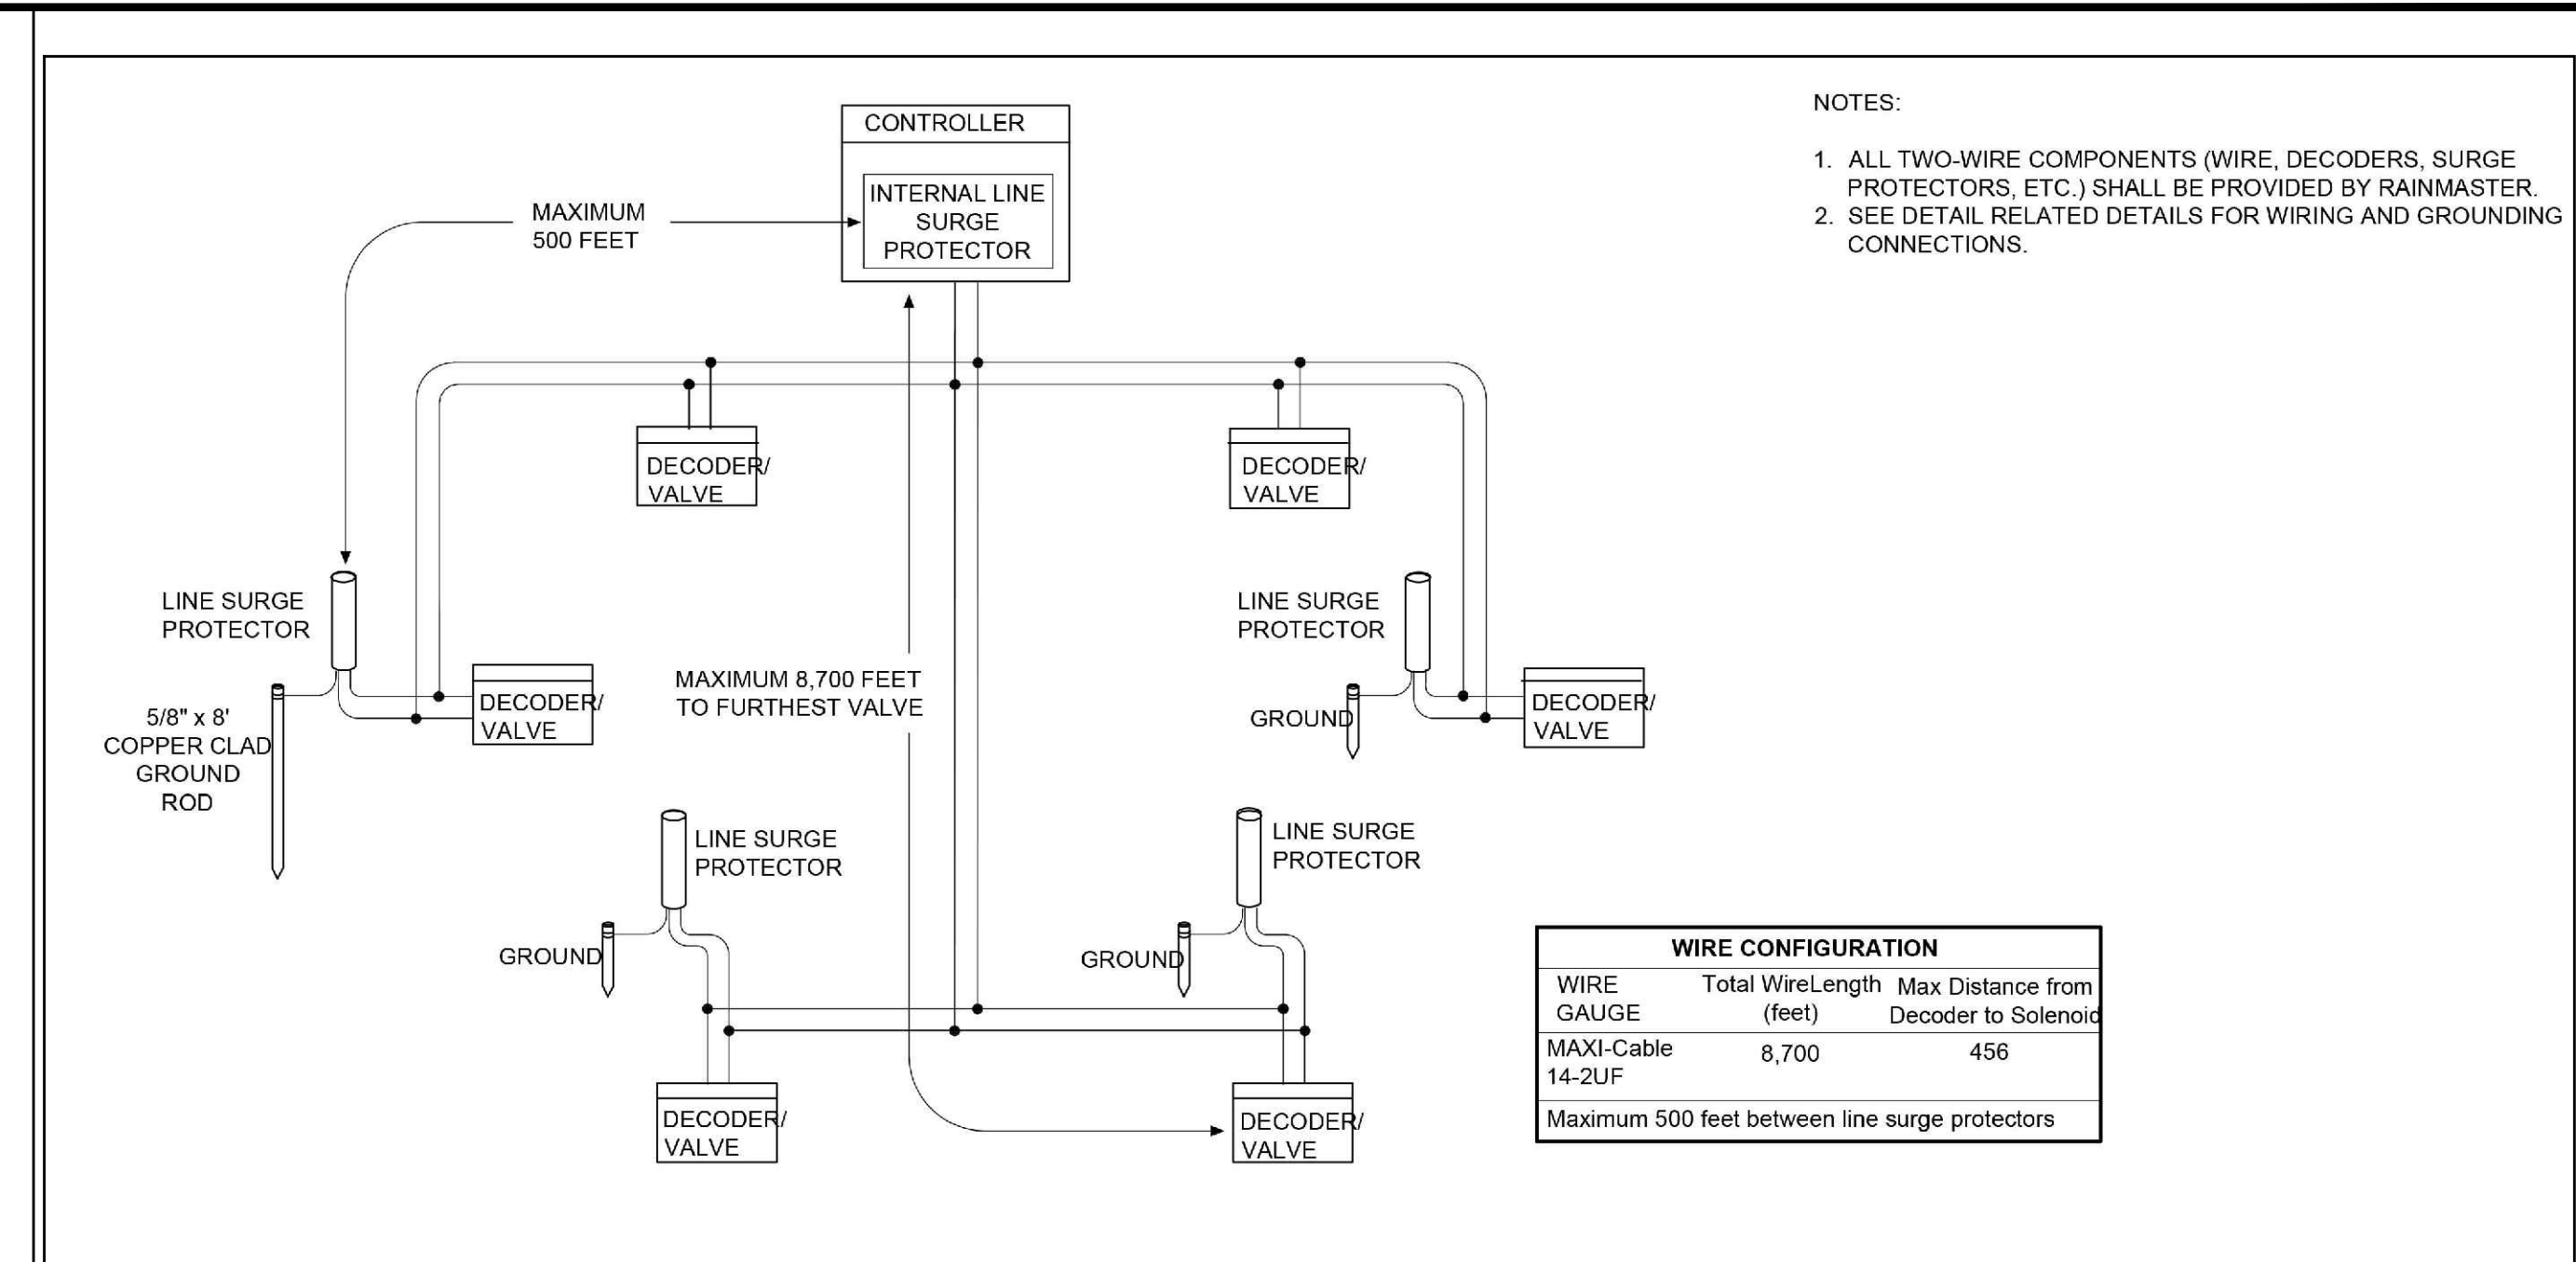 CONTROLLER
INTERNAL LINE
SURGE
PROTECTOR
MAXIMUM
500 FEET
NOTES:
1. ALL TWO-WIRE COMPONENTS (WIRE, DECODERS, SURGE
PROTECTORS, ETC.) SHALL BE PROVIDED BY RAINMASTER.
2. SEE DETAIL RELATED DETAILS FOR WIRING AND GROUNDING
CONNECTIONS.
DECODER/
VALVE
DECODER/
VALVE
LINE SURGE
PROTECTOR
LINE SURGE
PROTECTOR
5/8" x 8'
COPPER CLAD
GROUND
ROD
DECODER/
VALVE
MAXIMUM 8,700 FEET
TO FURTHEST VALVE
GROUND
DECODER/
VALVE
LINE SURGE
PROTECTOR
LINE SURGE
PROTECTOR
GROUND
GROUND
DECODER/
VALVE
DECODER/
VALVE
WIRE CONFIGURATION
WIRE
GAUGE
Total WireLength
(feet)
Max Distance from
Decoder to Solenoid
MAXI-Cable
14-2UF
8,700
456
Maximum 500 feet between line surge protectors